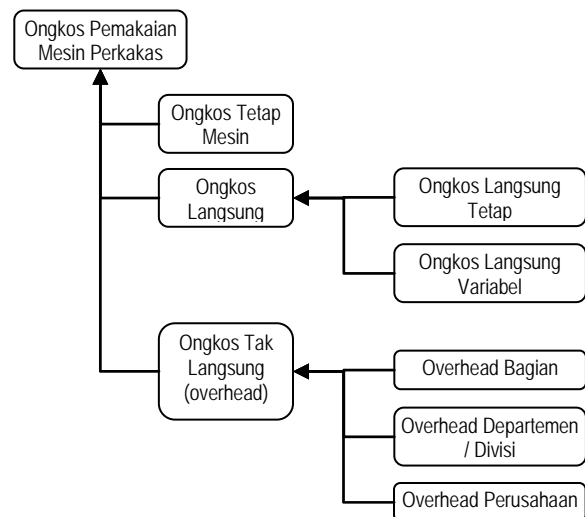 Ongkos Pemakaian
Mesin Perkakas
Ongkos Tetap
Mesin
Ongkos
Langsung
Ongkos Langsung
Tetap
Ongkos Langsung
Variabel
Ongkos Tak
Langsung
(overhead)
Overhead Bagian
Overhead Departemen
/ Divisi
Overhead Perusahaan